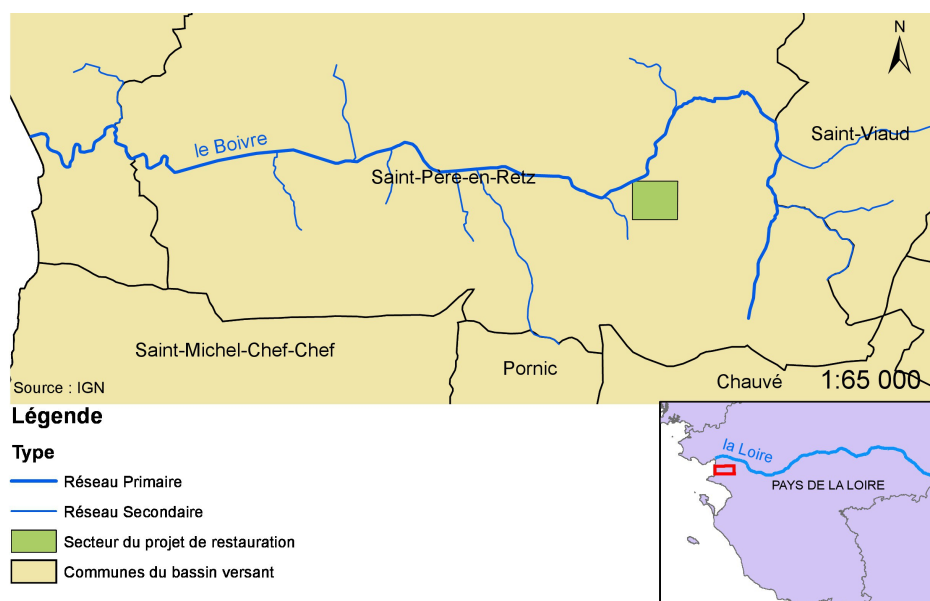 N
le Boivre
Saint-Viaud
Saint-Père-en-Retz
Saint-Michel-Chef-Chef
Pornic
Chauvé
1:65 000
Source : IGN
Légende
Type
Réseau Primaire
Réseau Secondaire
Secteur du projet de restauration
Communes du bassin versant
la Loire
PAYS DE LA LOIRE